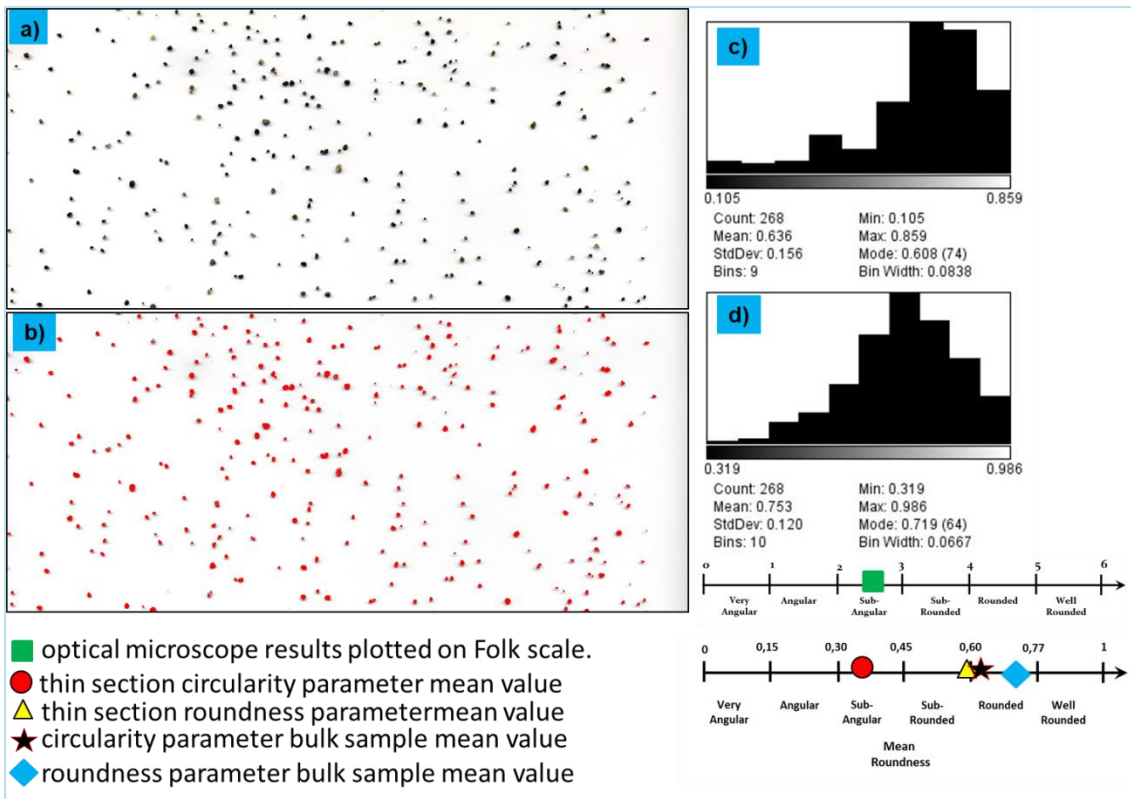 a)
b)
c)
0.105 0.859
Count: 268 Min: 0.105
Mean: 0.636 Max: 0.859
StdDev: 0.156 Mode: 0.608 (74)
Bins: 9 Bin Width: 0.0838
d)
0.319 0.986
Count: 268 Min: 0.319
Mean: 0.753 Max: 0.986
StdDev: 0.120 Mode: 0.719 (64)
Bins: 10 Bin Width: 0.0667
0 1 2 3 4 5 6
Very Angular Sub- Sub- Rounded Well
Angular Angular Rounded Rounded
0 0,15 0,30 0,45 0,60 0,77 1
Very Angular Sub- Sub- Rounded Well
Angular Angular Rounded Rounded
Mean
Roundness
optical microscope results plotted on Folk scale.
thin section circularity parameter mean value
thin section roundness parametermean value
circularity parameter bulk sample mean value
roundness parameter bulk sample mean value